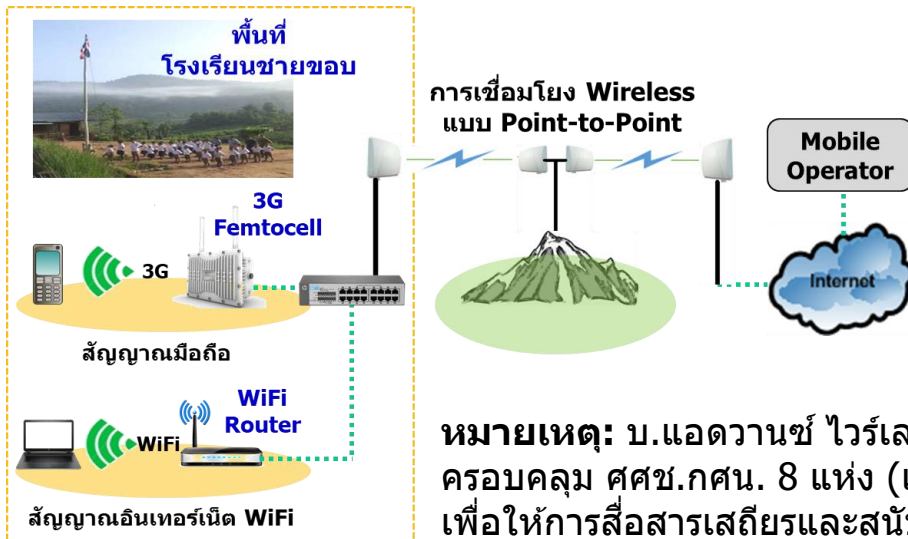 พื้นที่
โรงเรียนชายขอบ
การเชื่อมโยง Wireless
แบบ Point-to-Point
Mobile
Operator
3G
Femtocell
3G
Internet
สัญญาณมือถือ
WiFi
Router
WiFi
สัญญาณอินเทอร์เน็ต WiFi
หมายเหตุ: บ.แอดวานซ์ ไวร์เล
ครอบคลุม ศศช.กศน. 8 แห่ง
เพื่อให้การสื่อสารเสถียรและสนับ